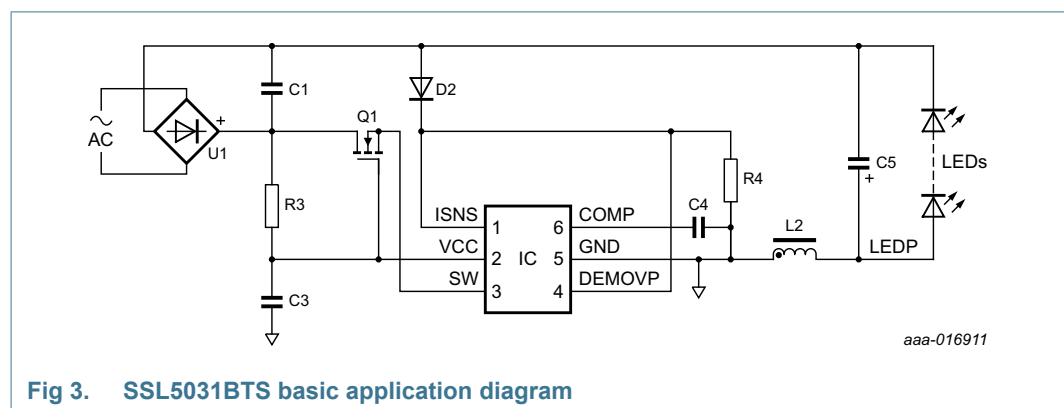 C1
D2
Q1
AC
U1
+
R3
R4
C5
+
LEDs
C4
ISNS
COMP
L2
1
6
VCC
GND
LEDP
2
IC
5
SW
DEMOVP
3
4
C3
aaa-016911
Fig 3. SSL5031BTS basic application diagram